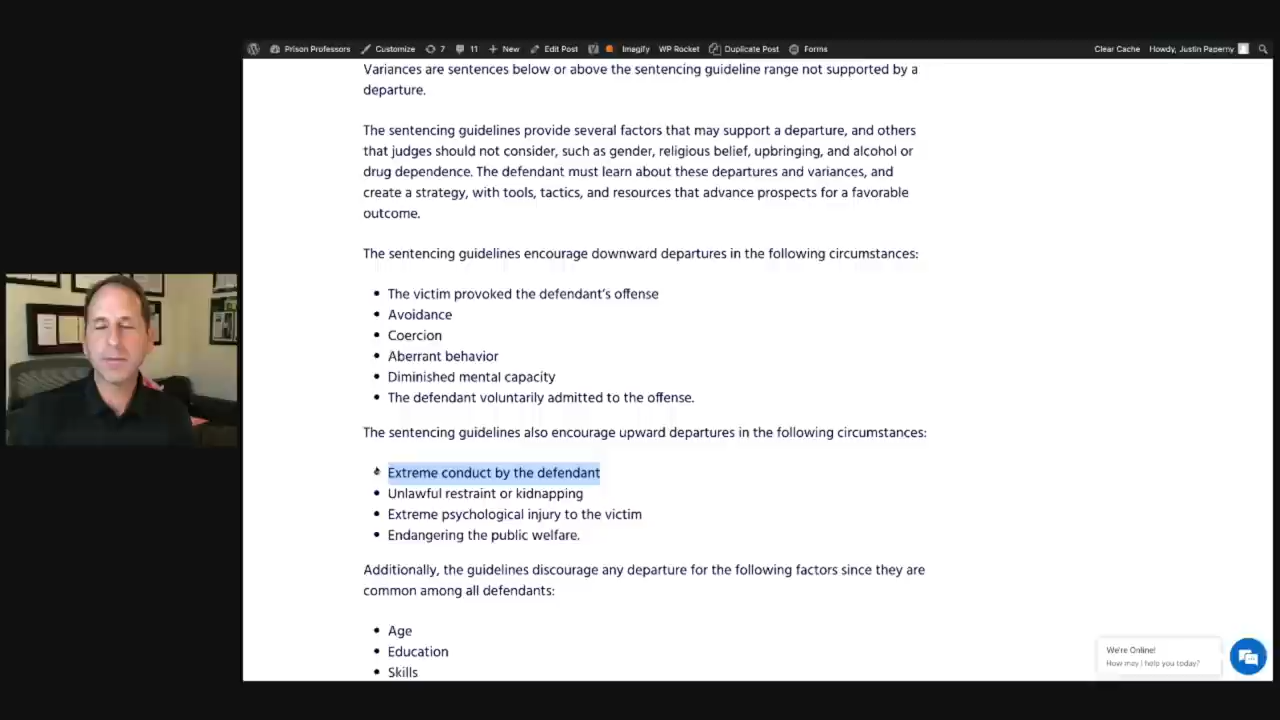 Prison Professors Customize 7 11 New Edit Post Imagify WP Rocket Duplicate Post Forms Clear Cache Howdy, Justin Paperny
Variances are sentences below or above the sentencing guideline range not supported by a
departure.
The sentencing guidelines provide several factors that may support a departure, and others
that judges should not consider, such as gender, religious belief, upbringing, and alcohol or
drug dependence. The defendant must learn about these departures and variances, and
create a strategy, with tools, tactics, and resources that advance prospects for a favorable
outcome.
The sentencing guidelines encourage downward departures in the following circumstances:
• The victim provoked the defendant’s offense
• Avoidance
• Coercion
• Aberrant behavior
• Diminished mental capacity
• The defendant voluntarily admitted to the offense.
The sentencing guidelines also encourage upward departures in the following circumstances:
• Extreme conduct by the defendant
• Unlawful restraint or kidnapping
• Extreme psychological injury to the victim
• Endangering the public welfare.
Additionally, the guidelines discourage any departure for the following factors since they are
common among all defendants:
• Age
• Education
• Skills
We're Online!
How may I help you today?